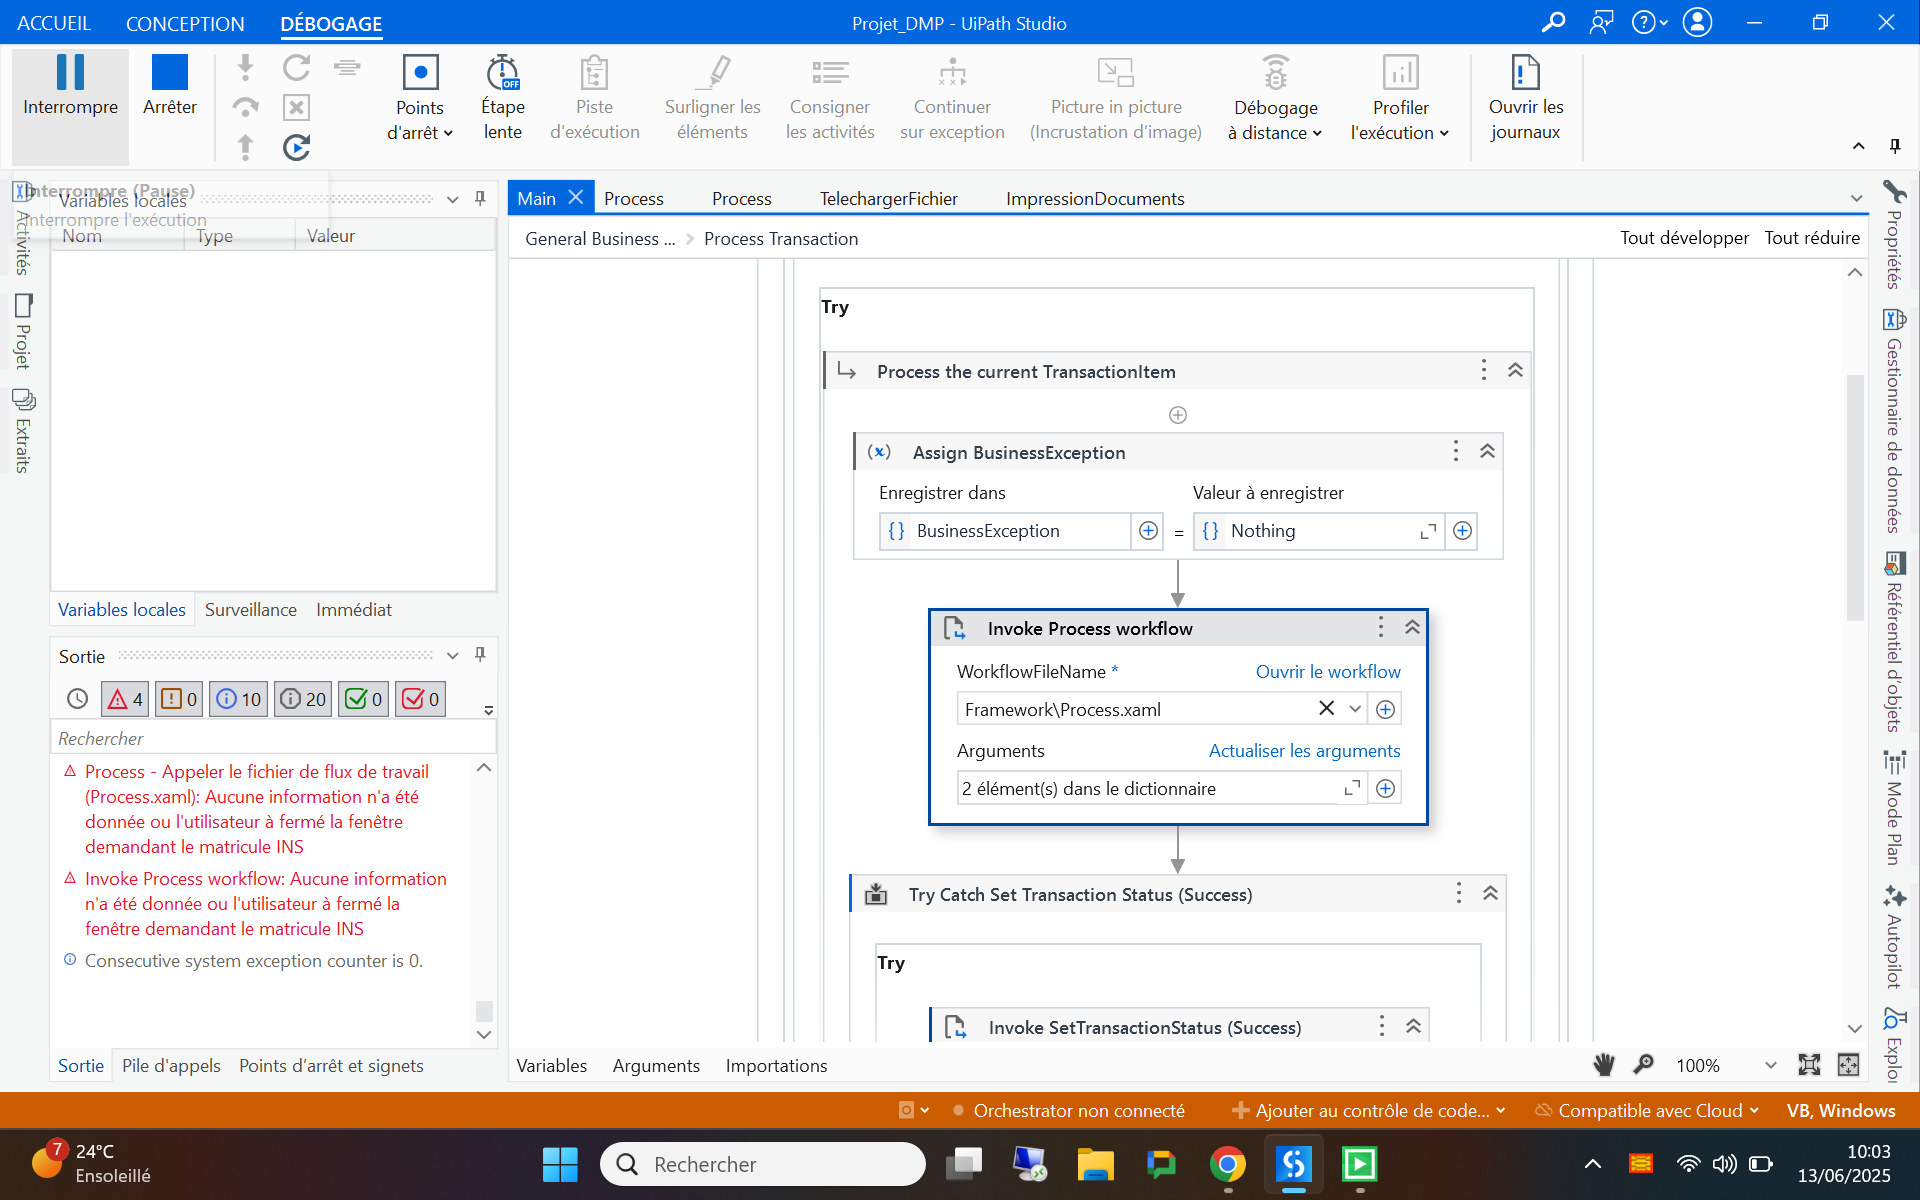 ACCUEIL CONCEPTION DÉBOGAGE
Projet_DMP - UiPath Studio
Interrompre
Arrêter
Points
d'arrêt
Étape
lente
OFF
Piste
d'exécution
Surligner les
éléments
Consigner
les activités
Continuer
sur exception
Picture in picture
(Incrustation d’image)
Débogage
à distance
Profiler
l'exécution
Ouvrir les
journaux
Interrompre (Pause)
Interrompre l'exécution
Variables locales
Nom Type Valeur
Activités
Projet
Extraits
Variables locales Surveillance Immédiat
Sortie
4 0 10 20 0 0
Rechercher
Process - Appeler le fichier de flux de travail
(Process.xaml): Aucune information n'a été
donnée ou l'utilisateur à fermé la fenêtre
demandant le matricule INS
Invoke Process workflow: Aucune information
n'a été donnée ou l'utilisateur à fermé la
fenêtre demandant le matricule INS
Consecutive system exception counter is 0.
Sortie Pile d'appels Points d’arrêt et signets
Main Process Process TelechargerFichier ImpressionDocuments
General Business ... Process Transaction
Tout développer Tout réduire
Try
Process the current TransactionItem
(x) Assign BusinessException
Enregistrer dans Valeur à enregistrer
{} BusinessException = {} Nothing
Invoke Process workflow
WorkflowFileName * Ouvrir le workflow
Framework\Process.xaml
Arguments Actualiser les arguments
2 élément(s) dans le dictionnaire
Try Catch Set Transaction Status (Success)
Try
Invoke SetTransactionStatus (Success)
Variables Arguments Importations
100%
Propriétés
Gestionnaire de données
Référentiel d’objets
Mode Plan
Autopilot
Orchestrator non connecté
Ajouter au contrôle de code...
Compatible avec Cloud
VB, Windows
7
24°C
Ensoleillé
Rechercher
10:03
13/06/2025